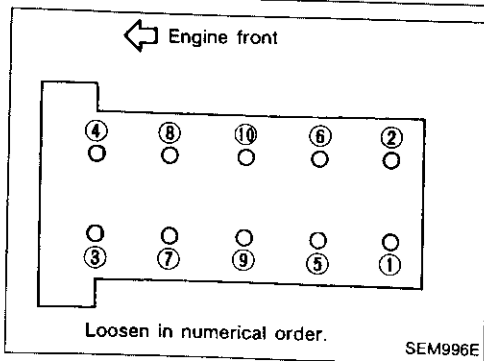 Engine front
④ ⑧ ⑩ ⑥ ②
③ ⑦ ⑨ ⑤ ①
Loosen in numerical order.
SEM996E